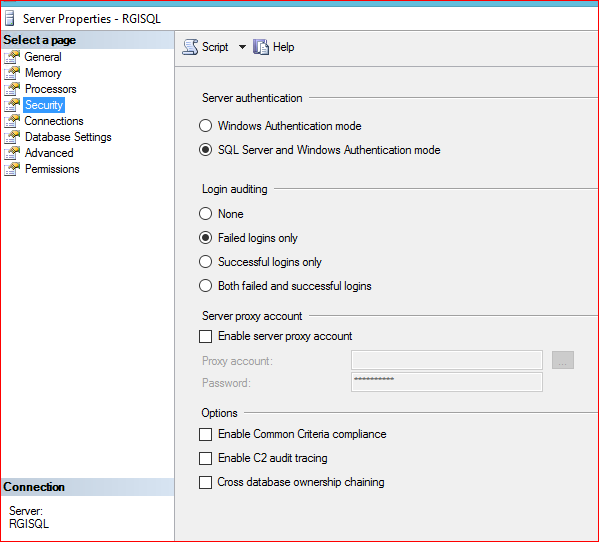 Server Properties - RGISQL
Select a page
General
Memory
Processors
Security
Connections
Database Settings
Advanced
Permissions
Connection
Server:
RGISQL
Script
Help
Server authentication
Windows Authentication mode
SQL Server and Windows Authentication mode
Login auditing
None
Failed logins only
Successful logins only
Both failed and successful logins
Server proxy account
Enable server proxy account
Proxy account:
...
Password:
**********
Options
Enable Common Criteria compliance
Enable C2 audit tracing
Cross database ownership chaining